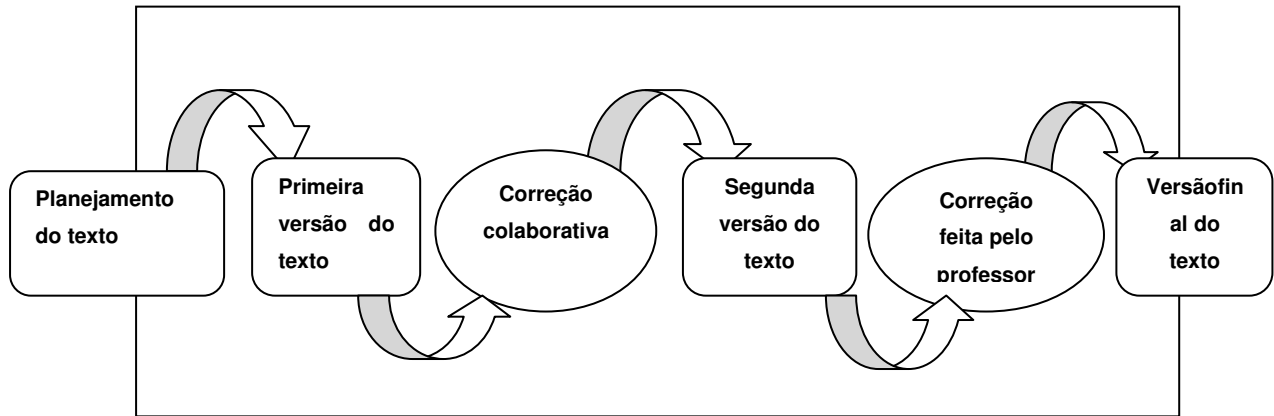 Planejamento
do texto
Primeira
versão do
texto
Correção
colaborativa
Segunda
versão do
texto
Correção
feita pelo
professor
Versãofin
al do
texto